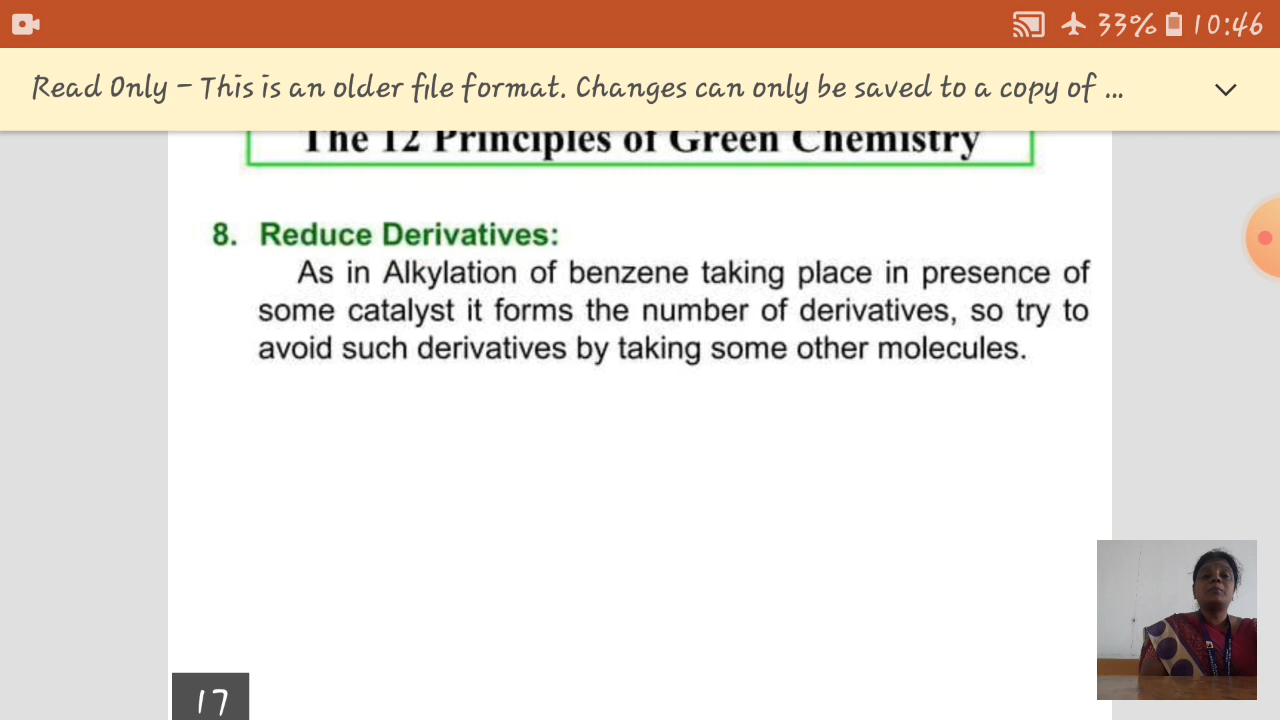 33% 10:46
Read Only – This is an older file format. Changes can only be saved to a copy of ...
The 12 Principles of Green Chemistry
8. Reduce Derivatives:
As in Alkylation of benzene taking place in presence of
some catalyst it forms the number of derivatives, so try to
avoid such derivatives by taking some other molecules.
17